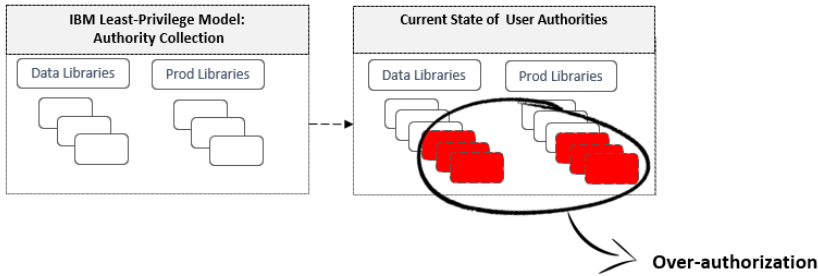 IBM Least-Privilege Model:
Authority Collection
Data Libraries
Prod Libraries
Current State of User Authorities
Data Libraries
Prod Libraries
Over-authorization